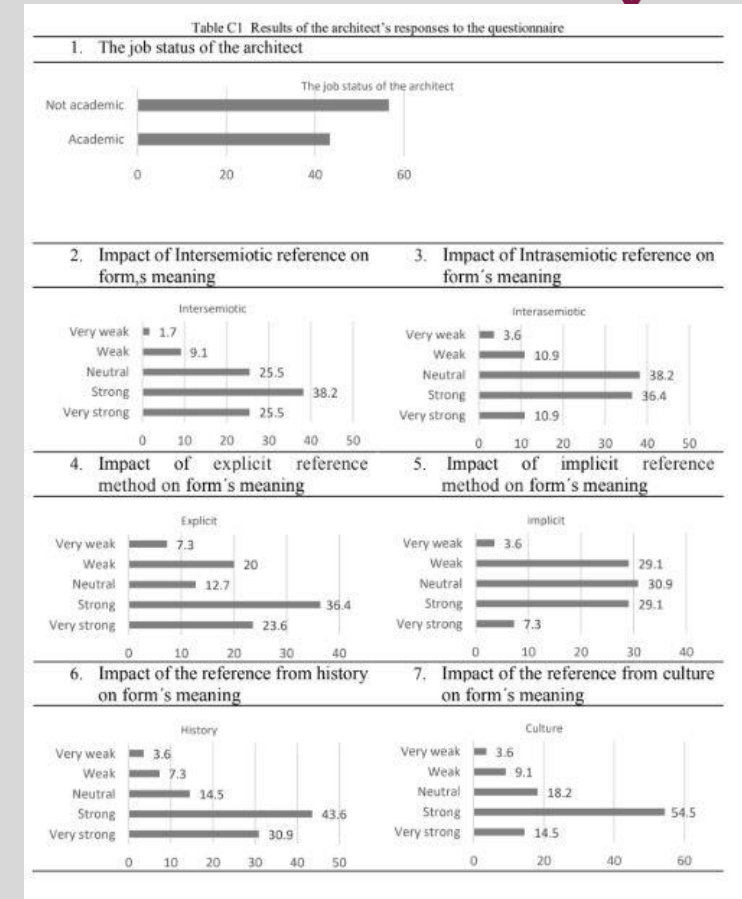 Table C1 Results of the architect's responses to the questionnaire
1. The job status of the architect
The job status of the architect
Not academic
Academic
0 20 40 60
2. Impact of Intersemiotic reference on
form,s meaning
3. Impact of Intrasemiotic reference on
form´s meaning
Intersemiotic
Very weak 1.7
Weak 9.1
Neutral 25.5
Strong 38.2
Very strong 25.5
0 10 20 30 40 50
Interasemiotic
Very weak 3.6
Weak 10.9
Neutral 38.2
Strong 36.4
Very strong 10.9
0 10 20 30 40 50
4. Impact of explicit reference
method on form´s meaning
5. Impact of implicit reference
method on form´s meaning
Explicit
Very weak 7.3
Weak 20
Neutral 12.7
Strong 36.4
Very strong 23.6
0 10 20 30 40
implicit
Very weak 3.6
Weak 29.1
Neutral 30.9
Strong 29.1
Very strong 7.3
0 10 20 30 40
6. Impact of the reference from history
on form´s meaning
7. Impact of the reference from culture
on form´s meaning
History
Very weak 3.6
Weak 7.3
Neutral 14.5
Strong 43.6
Very strong 30.9
0 10 20 30 40 50
Culture
Very weak 3.6
Weak 9.1
Neutral 18.2
Strong 54.5
Very strong 14.5
0 20 40 60